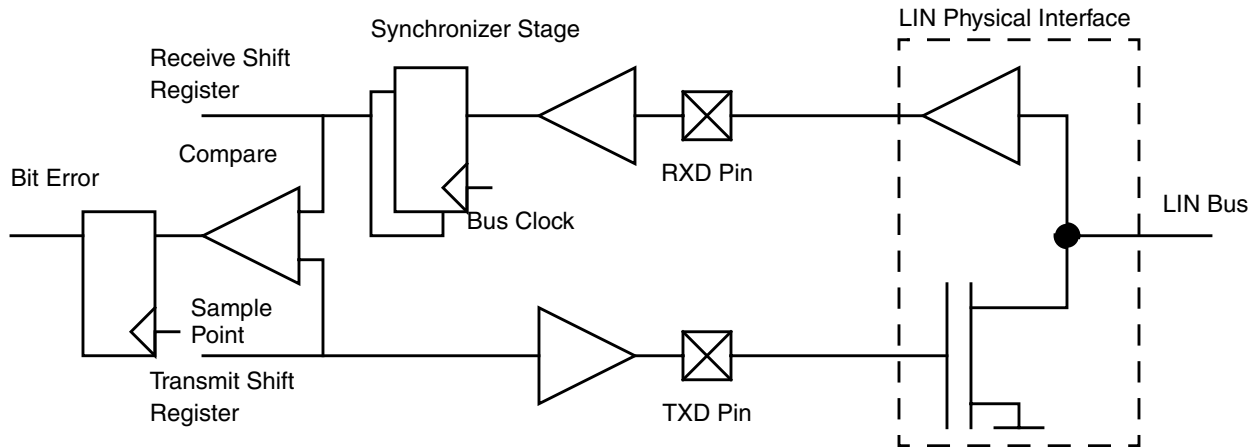 LIN Physical Interface
Synchronizer Stage
Receive Shift
Register
Compare
RXD Pin
Bit Error
Bus Clock
LIN Bus
Sample
Point
Transmit Shift
Register
TXD Pin